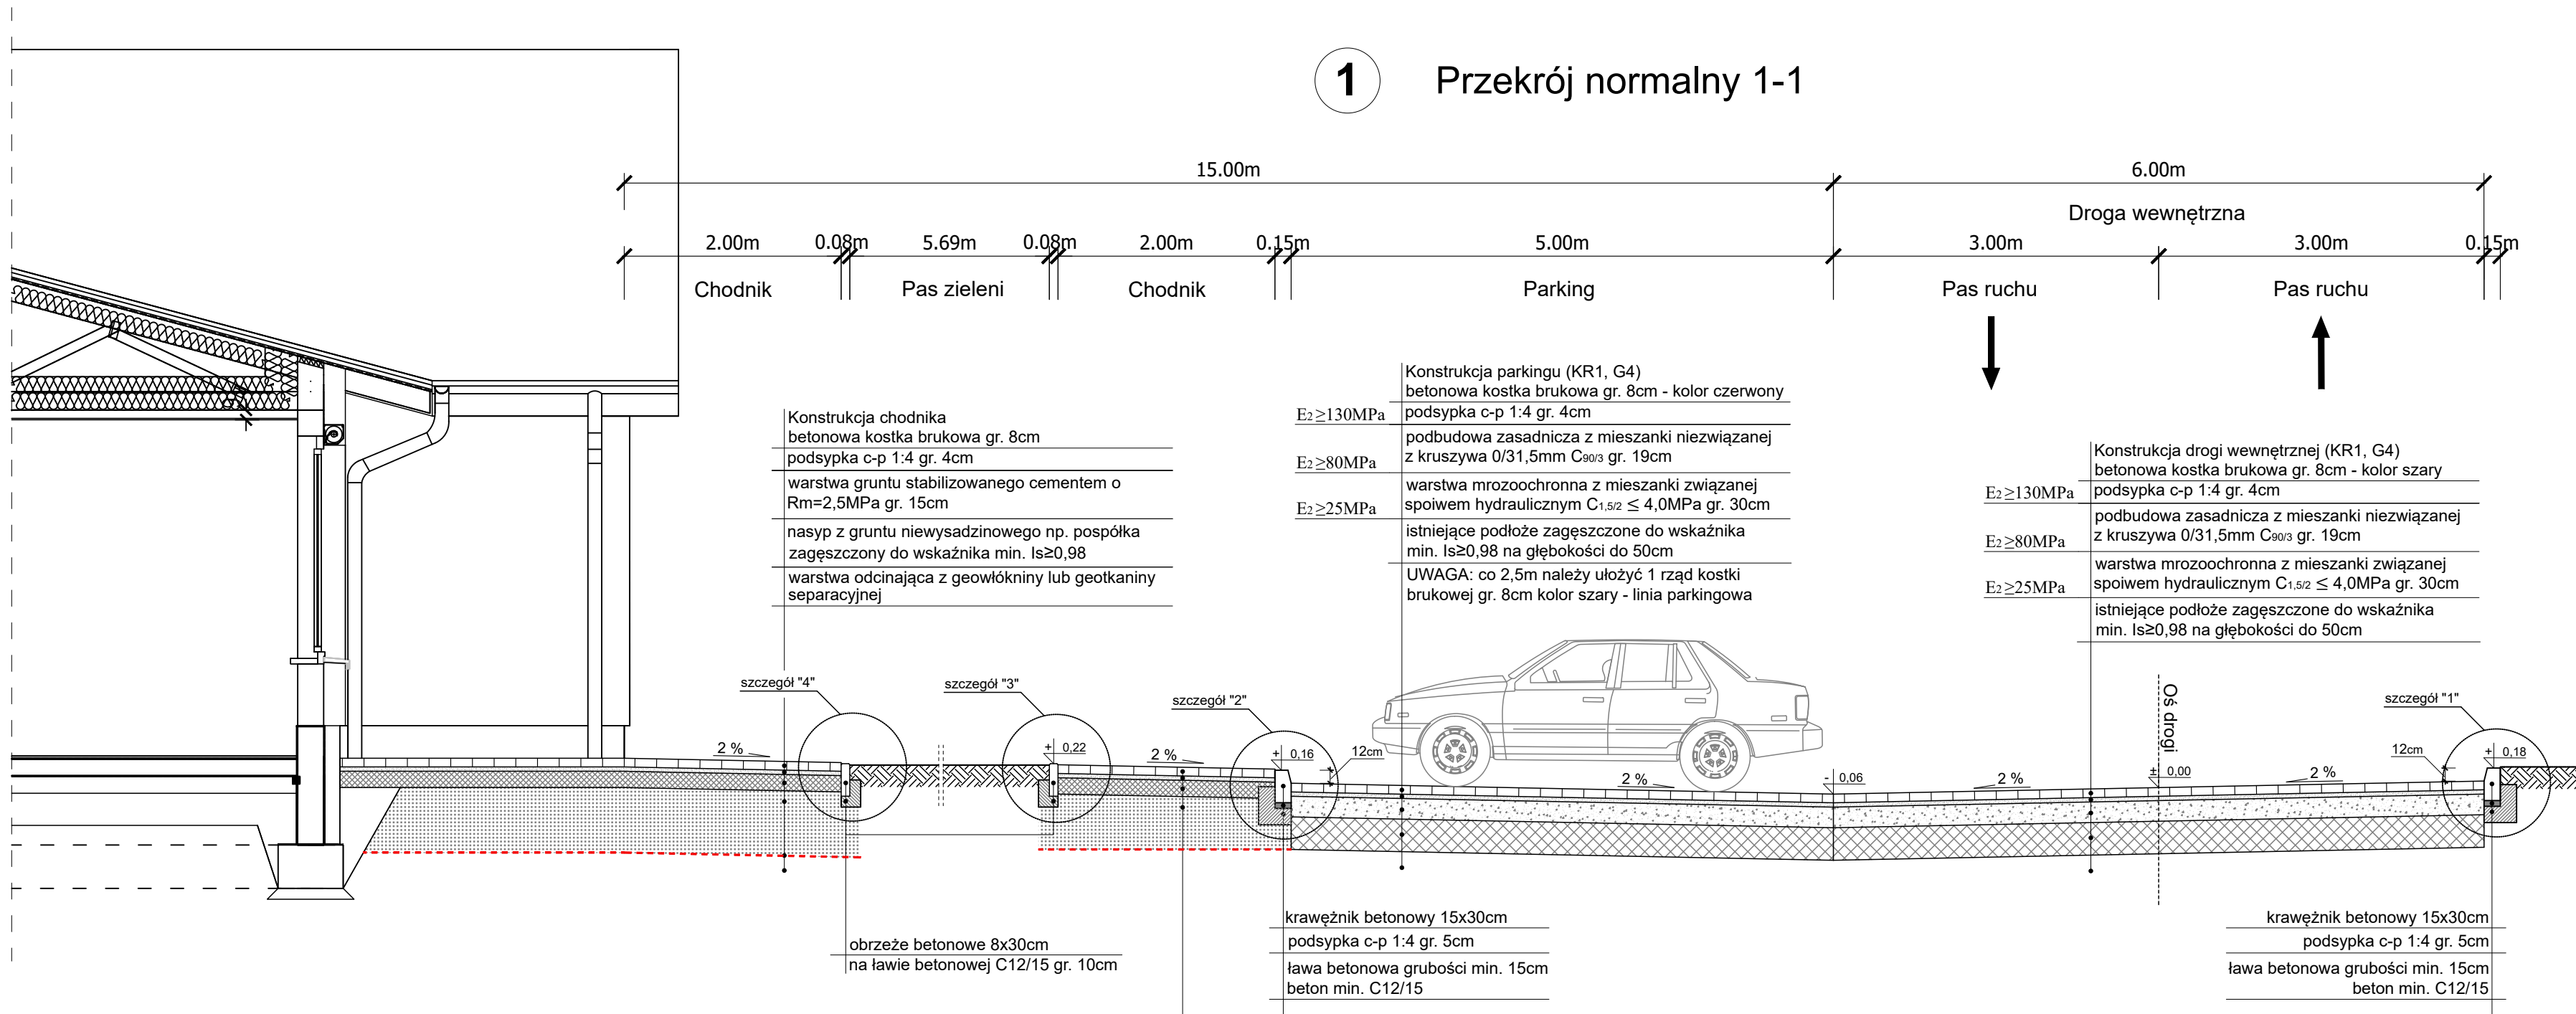 1 Przekrój normalny 1-1
15.00m 6.00m
Droga wewnętrzna
2.00m 0.08m 5.69m 0.08m 2.00m 0.15m 5.00m 3.00m 3.00m 0.15m
Chodnik Pas zieleni Chodnik Parking Pas ruchu Pas ruchu
Konstrukcja chodnika
betonowa kostka brukowa gr. 8cm
podsypka c-p 1:4 gr. 4cm
warstwa gruntu stabilizowanego cementem o
Rm=2,5MPa gr. 15cm
nasyp z gruntu niewysadzinowego np. pospółka
zagęszczony do wskaźnika min. Is≥0,98
warstwa odcinająca z geowłókniny lub geotkaniny
separacyjnej
Konstrukcja parkingu (KR1, G4)
betonowa kostka brukowa gr. 8cm - kolor czerwony
E2≥130MPa podsypka c-p 1:4 gr. 4cm
podbudowa zasadnicza z mieszanki niezwiązanej
E2≥80MPa z kruszywa 0/31,5mm C90/3 gr. 19cm
warstwa mrozoochronna z mieszanki związanej
E2≥25MPa spoiwem hydraulicznym C1,5/2 ≤ 4,0MPa gr. 30cm
istniejące podłoże zagęszczone do wskaźnika
min. Is≥0,98 na głębokości do 50cm
UWAGA: co 2,5m należy ułożyć 1 rząd kostki
brukowej gr. 8cm kolor szary - linia parkingowa
Konstrukcja drogi wewnętrznej (KR1, G4)
betonowa kostka brukowa gr. 8cm - kolor szary
E2≥130MPa podsypka c-p 1:4 gr. 4cm
podbudowa zasadnicza z mieszanki niezwiązanej
E2≥80MPa z kruszywa 0/31,5mm C90/3 gr. 19cm
warstwa mrozoochronna z mieszanki związanej
E2≥25MPa spoiwem hydraulicznym C1,5/2 ≤ 4,0MPa gr. 30cm
istniejące podłoże zagęszczone do wskaźnika
min. Is≥0,98 na głębokości do 50cm
szczegół "4" szczegół "3" szczegół "2" szczegół "1"
Oś drogi
2 % + 0,22 2 % + 0,16 12cm 2 % - 0,06 2 % ± 0,00 2 % 12cm + 0,18
obrzeże betonowe 8x30cm
na ławie betonowej C12/15 gr. 10cm
krawężnik betonowy 15x30cm
podsypka c-p 1:4 gr. 5cm
ława betonowa grubości min. 15cm
beton min. C12/15
krawężnik betonowy 15x30cm
podsypka c-p 1:4 gr. 5cm
ława betonowa grubości min. 15cm
beton min. C12/15